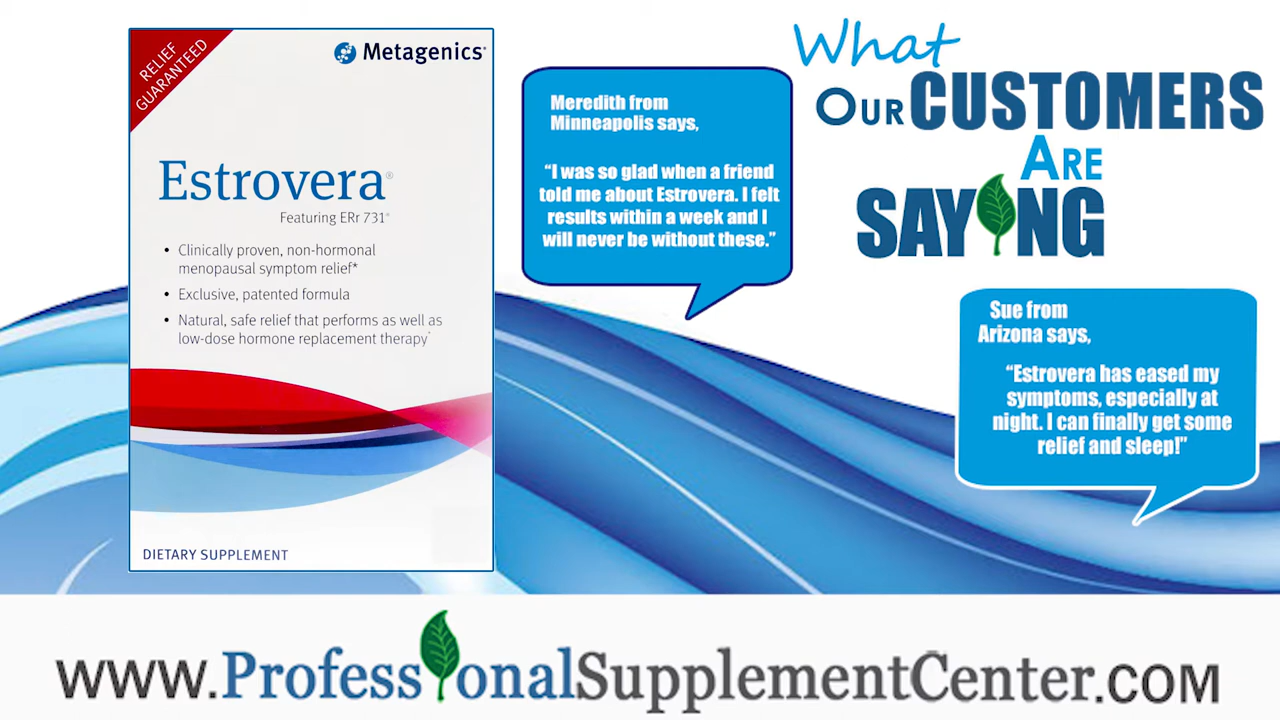 RELIEF
GUARANTEED
Metagenics®
Estrovera®
Featuring ERr 731®
• Clinically proven, non-hormonal
menopausal symptom relief*
• Exclusive, patented formula
• Natural, safe relief that performs as well as
low-dose hormone replacement therapy*
DIETARY SUPPLEMENT
Meredith from
Minneapolis says,
“I was so glad when a friend
told me about Estrovera. I felt
results within a week and I
will never be without these.”
What
OUR CUSTOMERS
ARE
SAYING
Sue from
Arizona says,
“Estrovera has eased my
symptoms, especially at
night. I can finally get some
relief and sleep!"
www.ProfessionalSupplementCenter.com